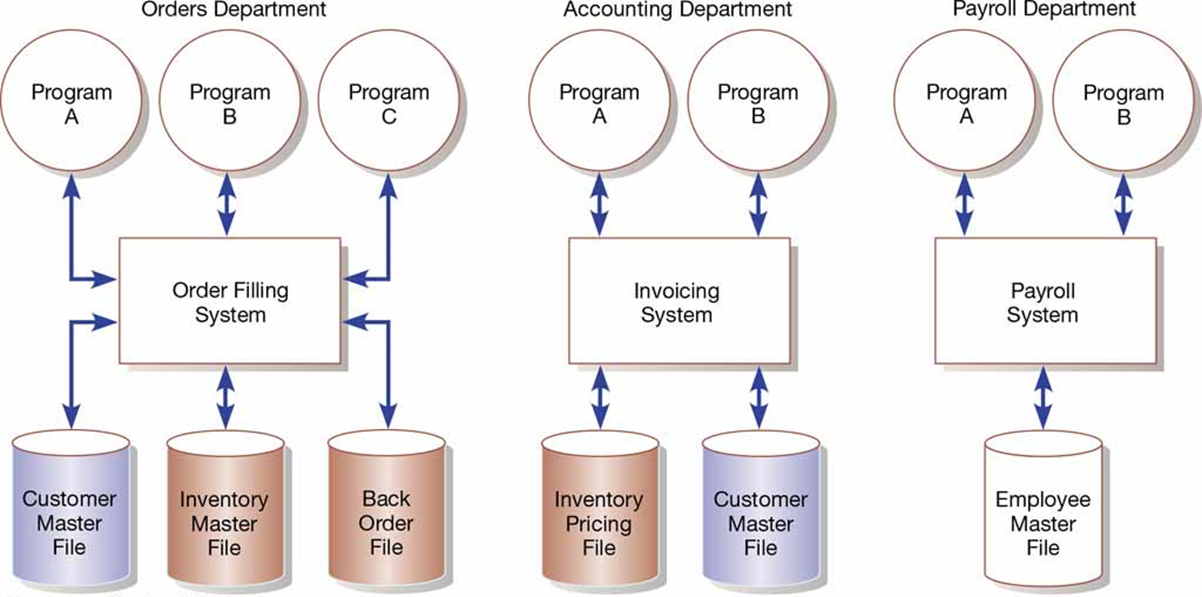 Orders Department
Accounting Department
Payroll Department
Program
A
Program
B
Program
C
Program
A
Program
B
Program
A
Program
B
Order Filling
System
Invoicing
System
Payroll
System
Customer
Master
File
Inventory
Master
File
Back
Order
File
Inventory
Pricing
File
Customer
Master
File
Employee
Master
File